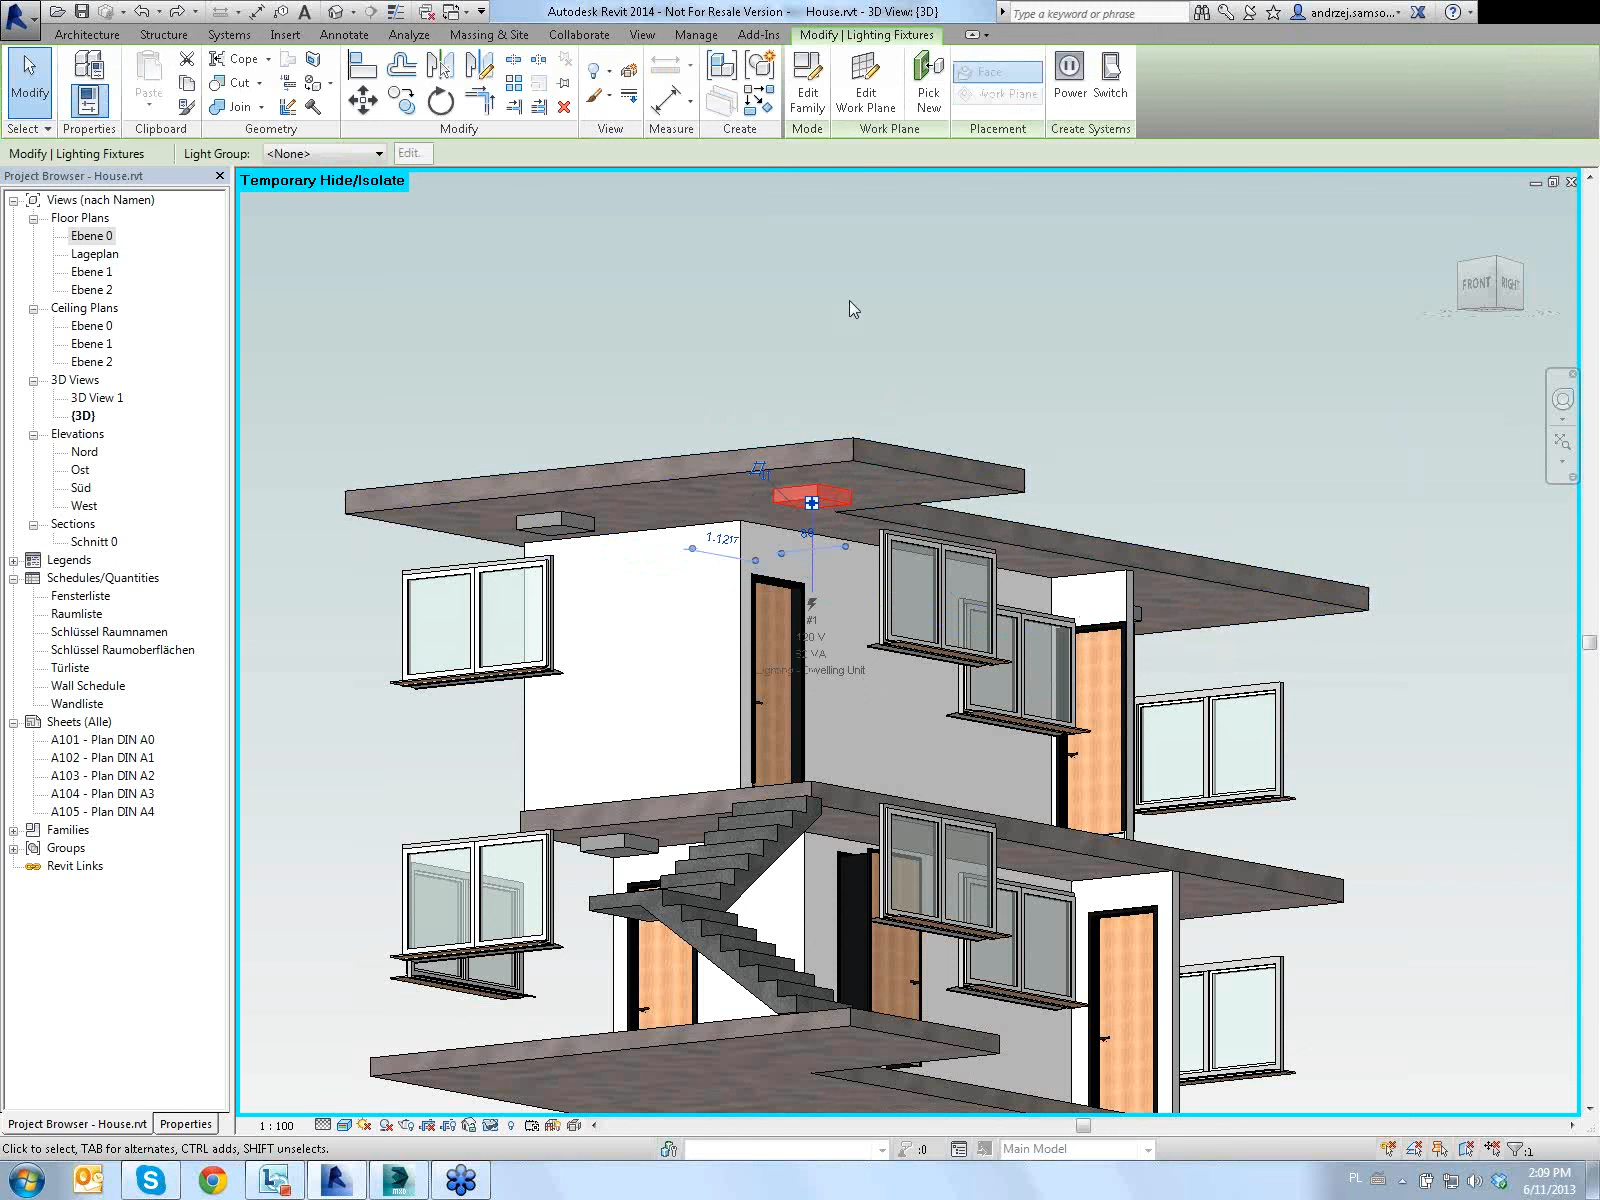 Autodesk Revit 2014 - Not For Resale Version -    House.rvt - 3D View: {3D}
Type a keyword or phrase
andrzej.samso...
Architecture Structure Systems Insert Annotate Analyze Massing & Site Collaborate View Manage Add-Ins Modify | Lighting Fixtures
Modify
Paste
Cope
Cut
Join
Edit Family
Edit Work Plane
Pick New
Face
Work Plane
Power
Switch
Select Properties Clipboard Geometry Modify View Measure Create Mode Work Plane Placement Create Systems
Modify | Lighting Fixtures Light Group: <None> Edit...
Project Browser - House.rvt
Temporary Hide/Isolate
Views (nach Namen)
Floor Plans
Ebene 0
Lageplan
Ebene 1
Ebene 2
Ceiling Plans
Ebene 0
Ebene 1
Ebene 2
3D Views
3D View 1
{3D}
Elevations
Nord
Ost
Süd
West
Sections
Schnitt 0
Legends
Schedules/Quantities
Fensterliste
Raumliste
Schlüssel Raumnamen
Schlüssel Raumoberflächen
Türliste
Wall Schedule
Wandliste
Sheets (Alle)
A101 - Plan DIN A0
A102 - Plan DIN A1
A103 - Plan DIN A2
A104 - Plan DIN A3
A105 - Plan DIN A4
Families
Groups
Revit Links
FRONT RIGHT
#1
120 V
Lighting - Dwelling Unit
Project Browser - House.rvt Properties
1 : 100
Click to select, TAB for alternates, CTRL adds, SHIFT unselects.
:0
Main Model
:1
PL
2:09 PM
6/11/2013